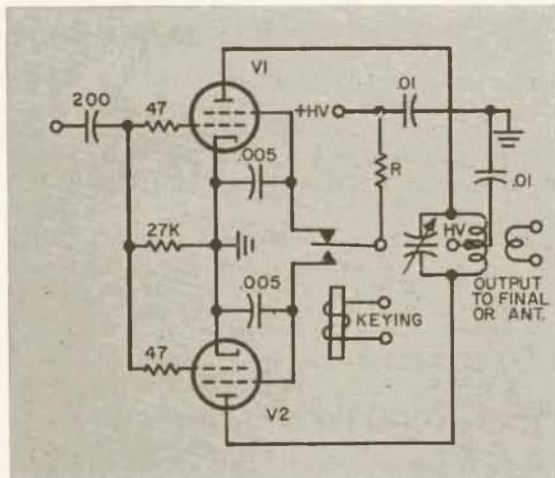 V1
200
47
+HV
.01
.005
R
.01
27K
HV
.005
OUTPUT
TO FINAL
OR ANT.
KEYING
47
V2